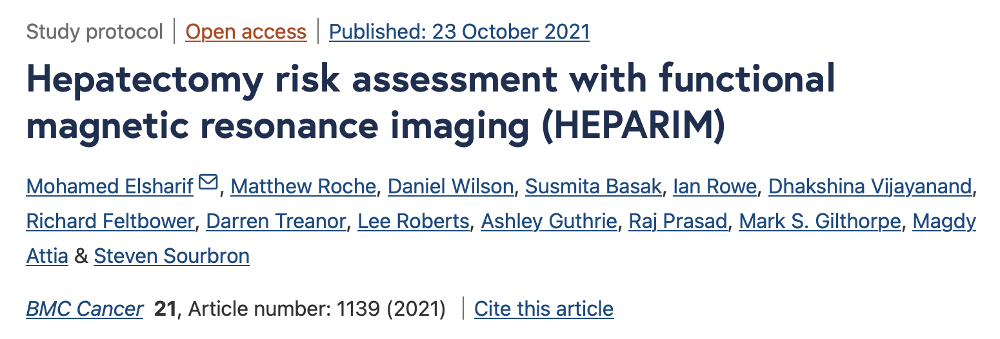 Study protocol | Open access | Published: 23 October 2021
Hepatectomy risk assessment with functional
magnetic resonance imaging (HEPARIM)
Mohamed Elsharif, Matthew Roche, Daniel Wilson, Susmita Basak, Ian Rowe, Dhakshina Vijayanand,
Richard Feltbower, Darren Treanor, Lee Roberts, Ashley Guthrie, Raj Prasad, Mark S. Gilthorpe, Magdy
Attia & Steven Sourbron
BMC Cancer 21, Article number: 1139 (2021) | Cite this article